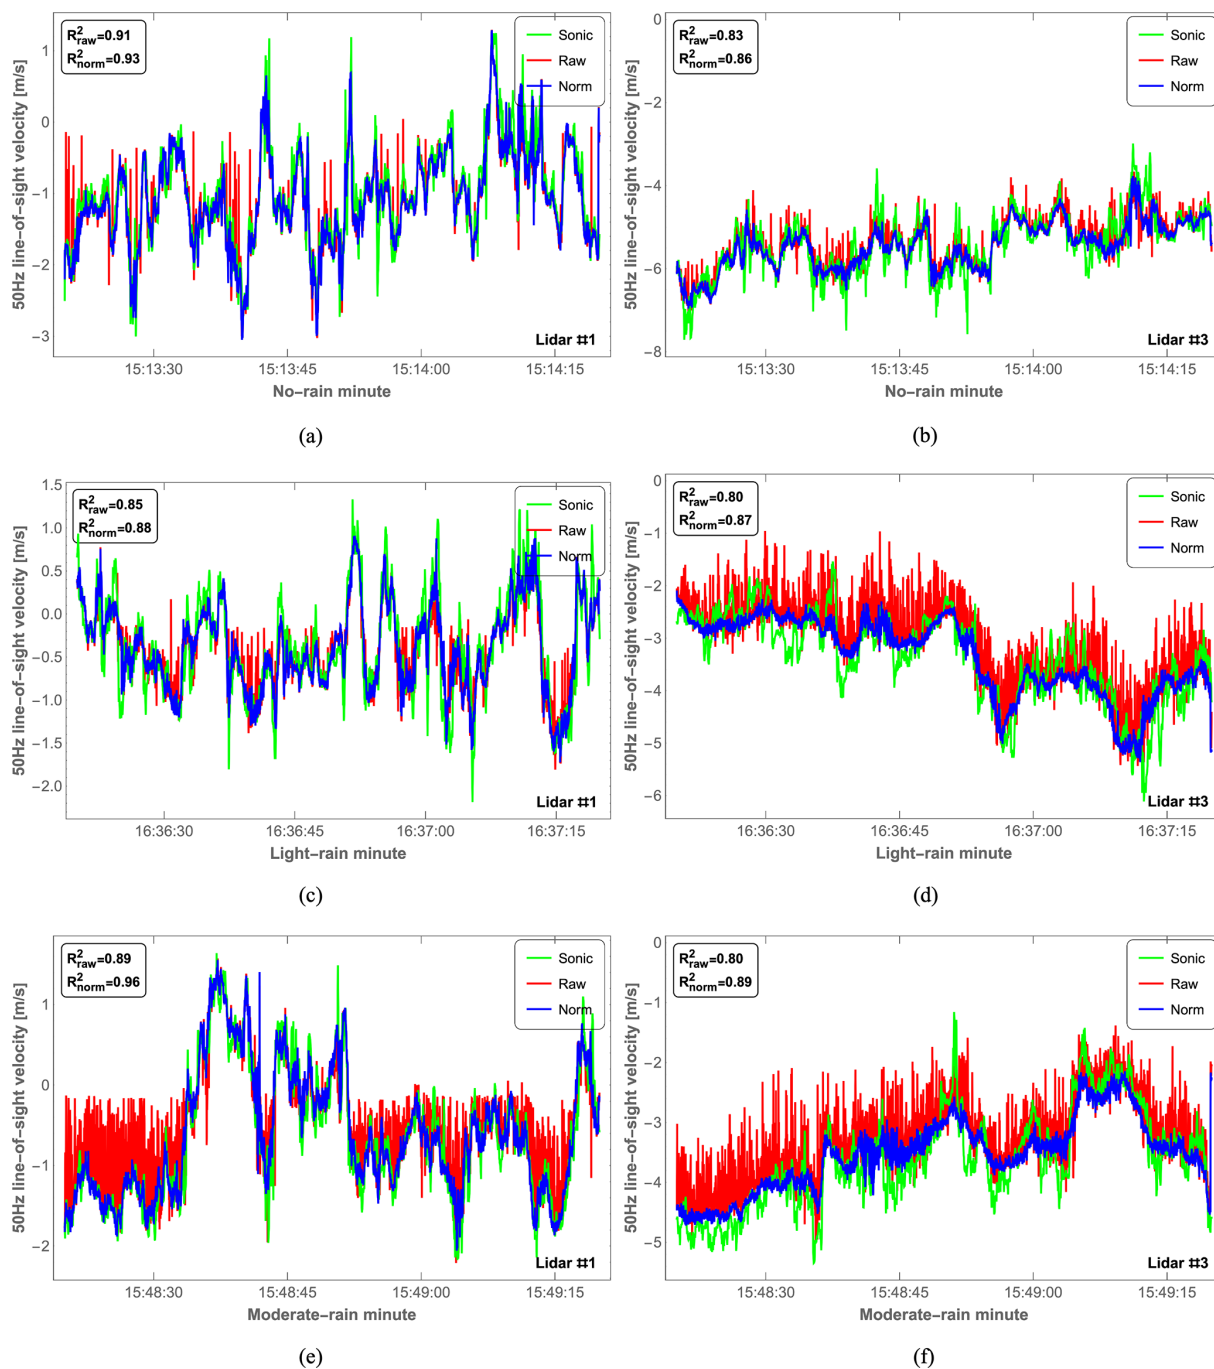 R²raw=0.91
R²norm=0.93
Sonic
Raw
Norm
50Hz line-of-sight velocity [m/s]
1
0
−1
−2
−3
Lidar #1
15:13:30 15:13:45 15:14:00 15:14:15
No-rain minute
(a)
R²raw=0.83
R²norm=0.86
Sonic
Raw
Norm
50Hz line-of-sight velocity [m/s]
0
−2
−4
−6
−8
Lidar #3
15:13:30 15:13:45 15:14:00 15:14:15
No-rain minute
(b)
R²raw=0.85
R²norm=0.88
Sonic
Raw
Norm
50Hz line-of-sight velocity [m/s]
1.5
1.0
0.5
0.0
−0.5
−1.0
−1.5
−2.0
Lidar #1
16:36:30 16:36:45 16:37:00 16:37:15
Light-rain minute
(c)
R²raw=0.80
R²norm=0.87
Sonic
Raw
Norm
50Hz line-of-sight velocity [m/s]
0
−1
−2
−3
−4
−5
−6
Lidar #3
16:36:30 16:36:45 16:37:00 16:37:15
Light-rain minute
(d)
R²raw=0.89
R²norm=0.96
Sonic
Raw
Norm
50Hz line-of-sight velocity [m/s]
1
0
−1
−2
Lidar #1
15:48:30 15:48:45 15:49:00 15:49:15
Moderate-rain minute
(e)
R²raw=0.80
R²norm=0.89
Sonic
Raw
Norm
50Hz line-of-sight velocity [m/s]
0
−1
−2
−3
−4
−5
Lidar #3
15:48:30 15:48:45 15:49:00 15:49:15
Moderate-rain minute
(f)